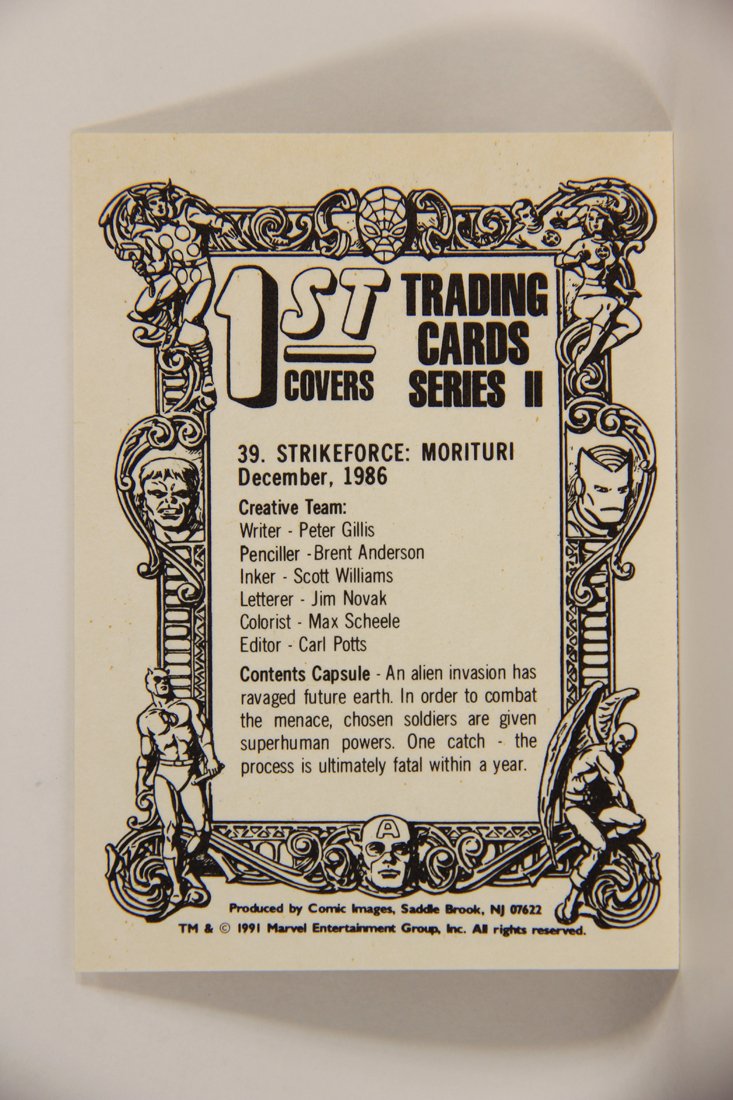 1ST COVERS TRADING CARDS SERIES II
39. STRIKEFORCE: MORITURI
December, 1986
Creative Team:
Writer - Peter Gillis
Penciller - Brent Anderson
Inker - Scott Williams
Letterer - Jim Novak
Colorist - Max Scheele
Editor - Carl Potts
Contents Capsule - An alien invasion has
ravaged future earth. In order to combat
the menace, chosen soldiers are given
superhuman powers. One catch - the
process is ultimately fatal within a year.
A
Produced by Comic Images, Saddle Brook, NJ 07622
TM & © 1991 Marvel Entertainment Group, Inc. All rights reserved.